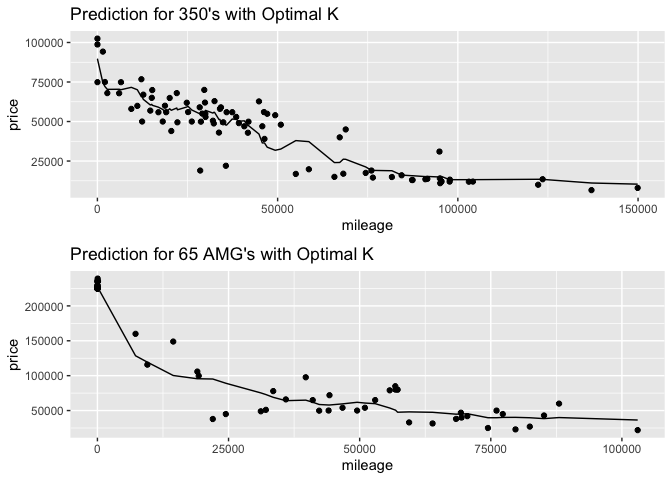 Prediction for 350's with Optimal K
100000
75000
50000
25000
price
0 50000 100000 150000
mileage
Prediction for 65 AMG's with Optimal K
200000
150000
100000
50000
price
0 25000 50000 75000 100000
mileage